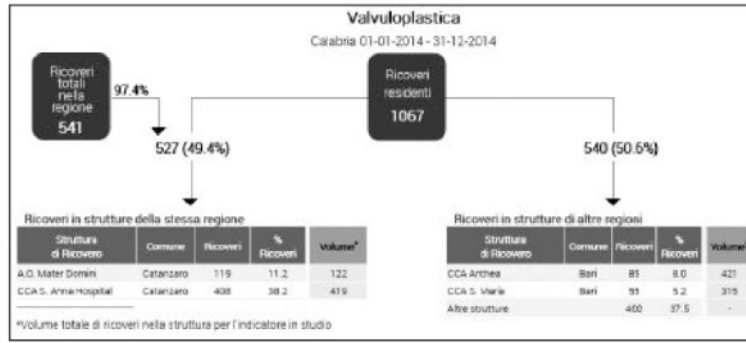 Valvuloplastica
Calabria 01-01-2014 - 31-12-2014
Ricoveri totali nella regione 541
97.4%
Ricoveri residenti 1067
527 (49.4%)
540 (50.6%)
Ricoveri in strutture della stessa regione
Struttura di Ricovero Comune Ricoveri % Ricoveri Volume*
A.O. Mater Domini Catanzaro 119 11.2 122
CCA S. Anna Hospital Catanzaro 408 38.2 419
*Volume totale di ricoveri nella struttura per l'indicatore in studio
Ricoveri in strutture di altre regioni
Struttura di Ricovero Comune Ricoveri % Ricoveri Volume
CCA Anthea Bari 85 8.0 421
CCA S. Maria Bari 55 5.2 315
Altre strutture 400 37.5 -